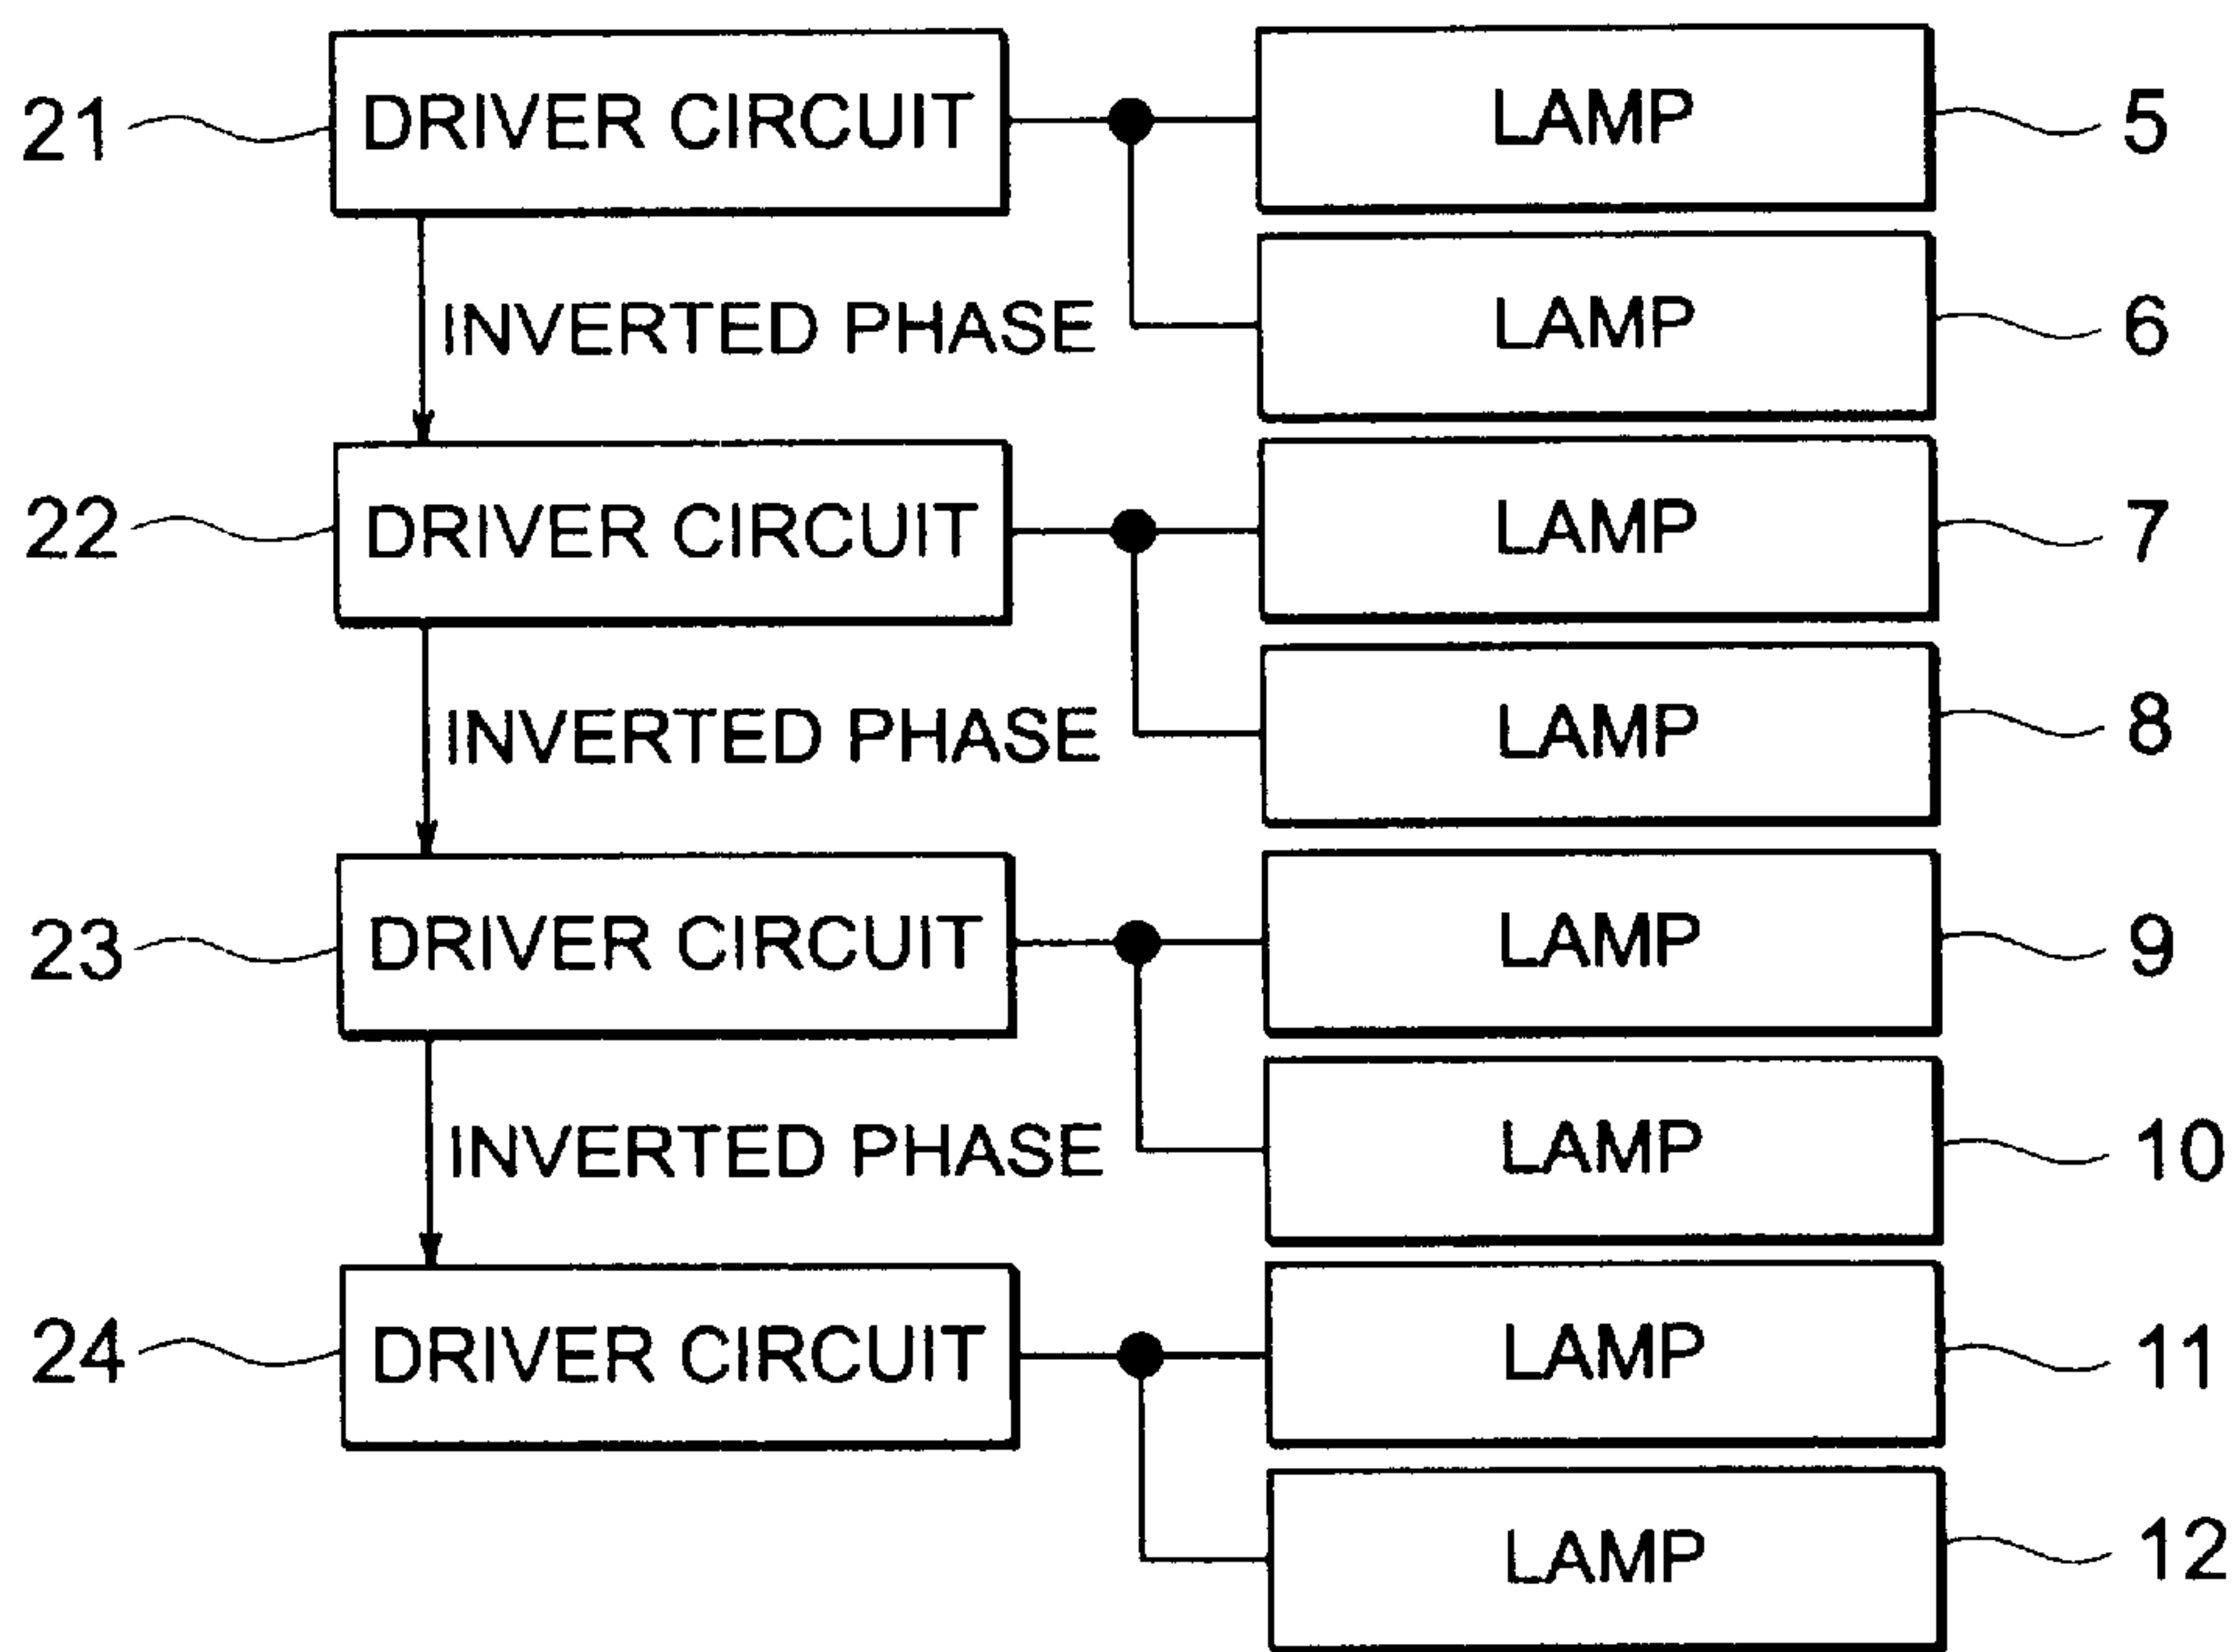 21 DRIVER CIRCUIT LAMP 5
INVERTED PHASE LAMP 6
22 DRIVER CIRCUIT LAMP 7
INVERTED PHASE LAMP 8
23 DRIVER CIRCUIT LAMP 9
INVERTED PHASE LAMP 10
24 DRIVER CIRCUIT LAMP 11
LAMP 12